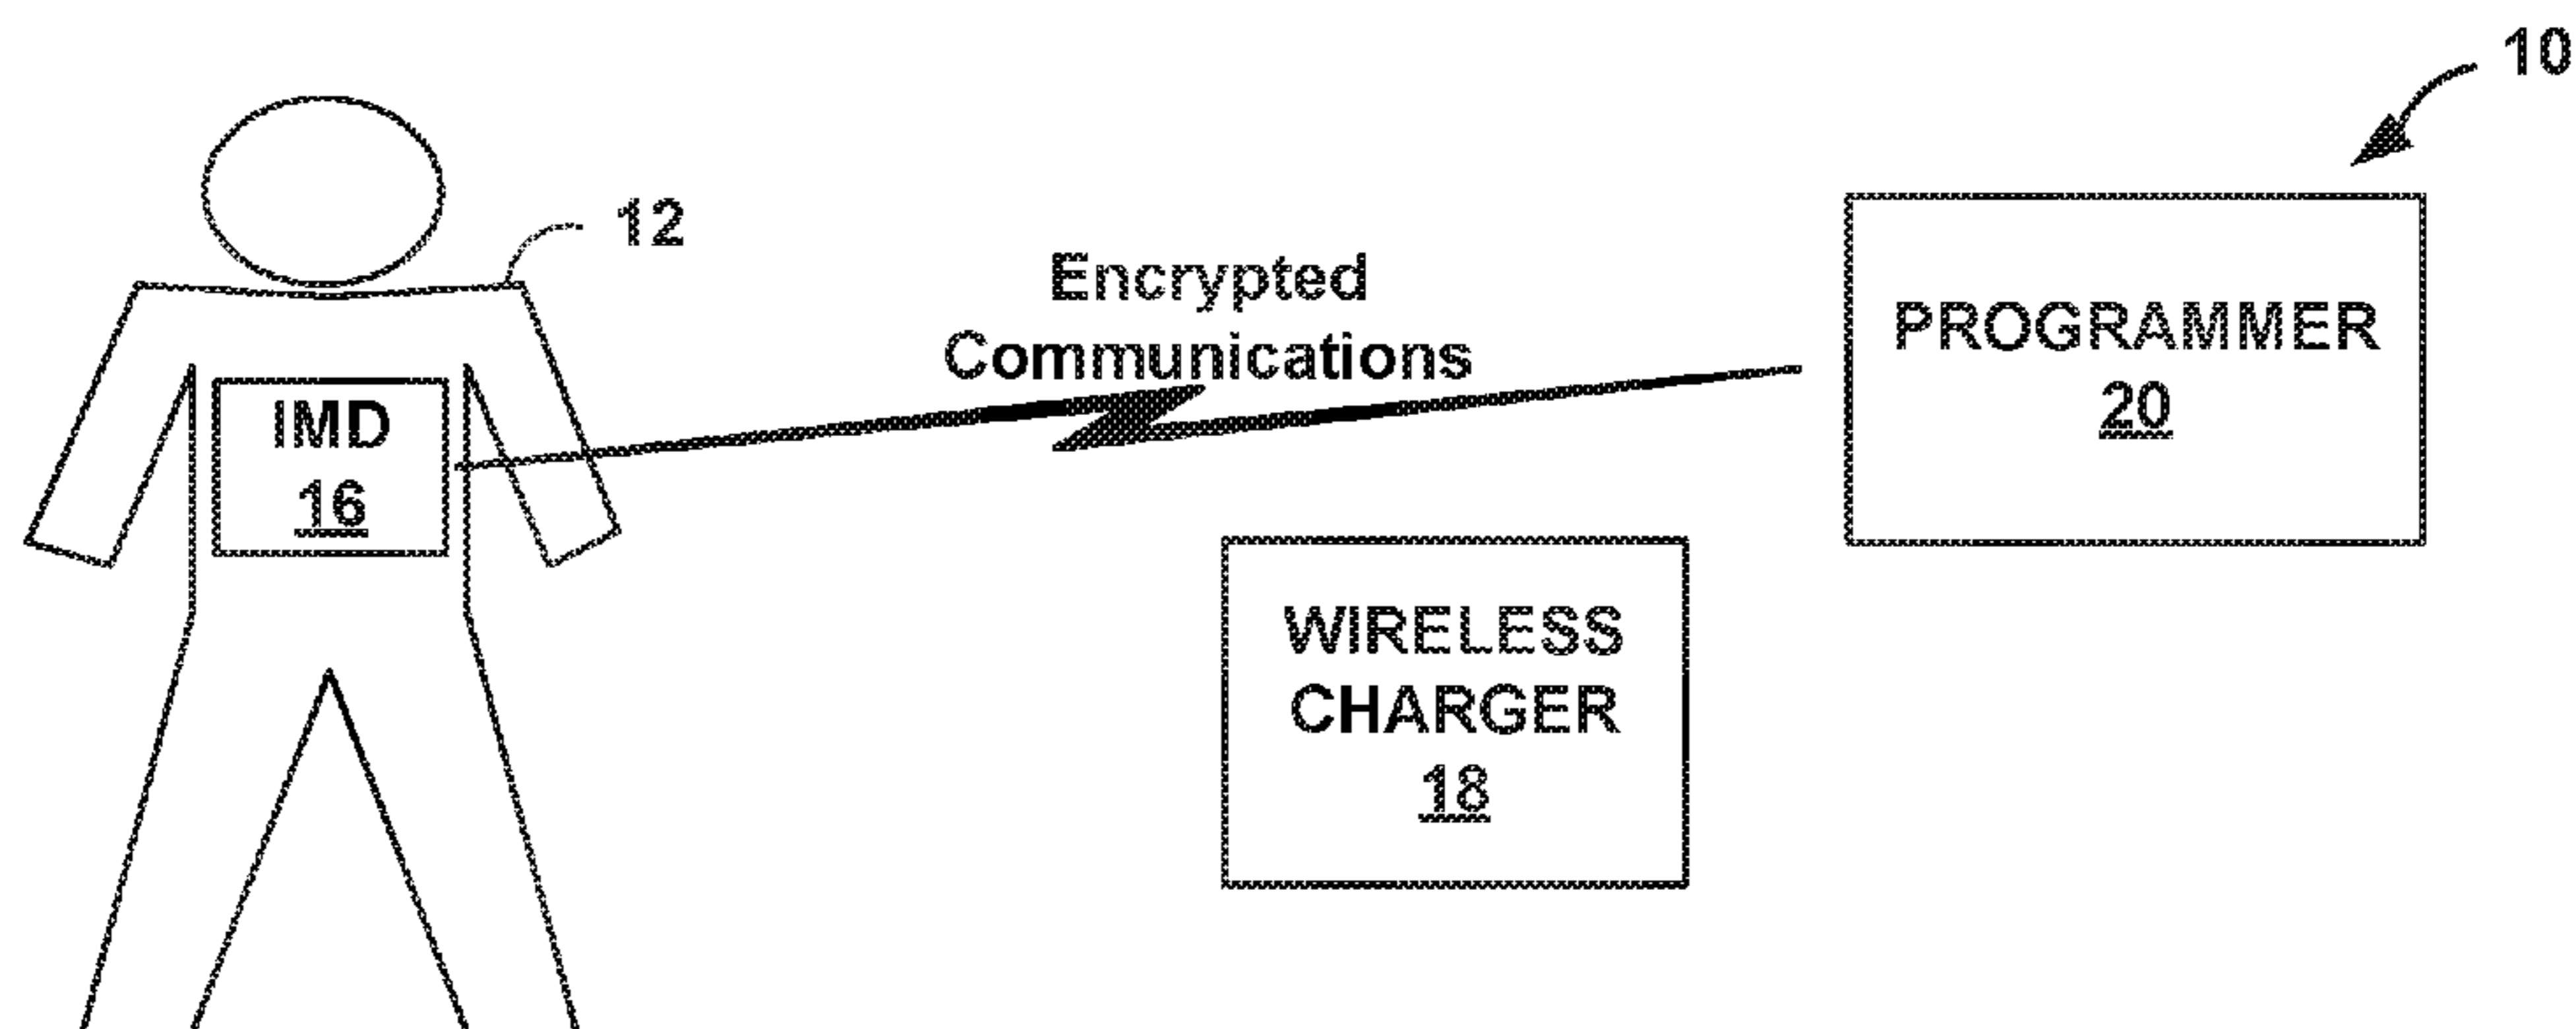 10
12
Encrypted
Communications
PROGRAMMER
20
IMD
16
WIRELESS
CHARGER
18